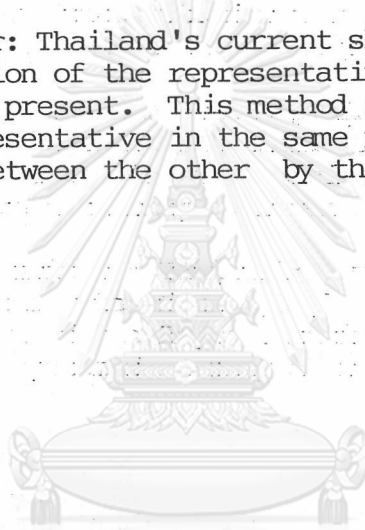 : Thailand's current s
ion of the representati
present. This method
esentative in the same
etween the other by th